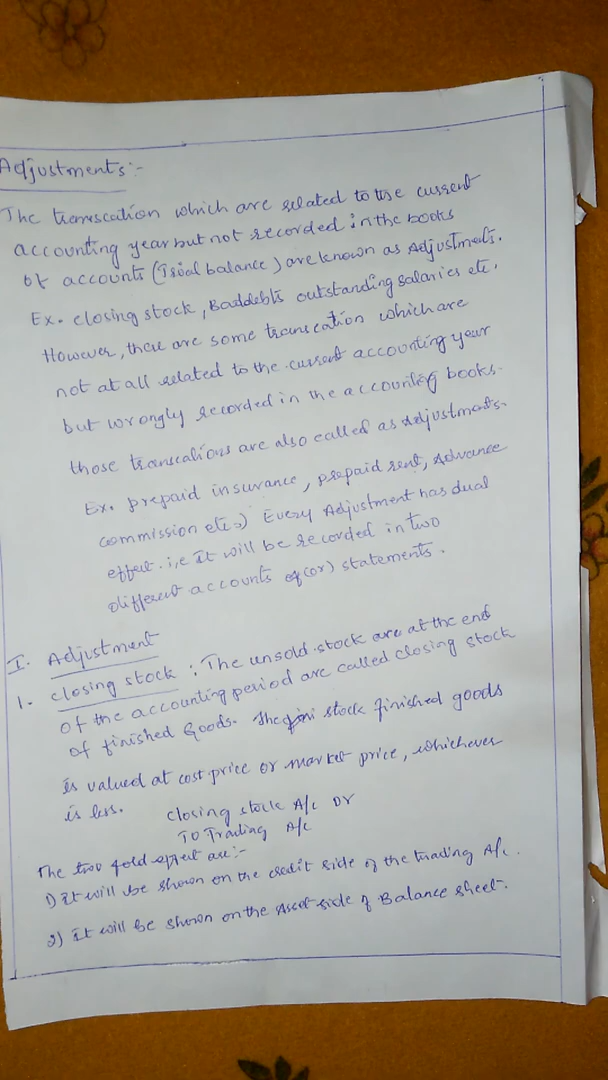 Adjustments:-
The transcation which are related to the current
accounting year but not recorded in the books
of accounts (Trial balance) are known as Adjustments.
Ex. closing stock, Baddebts outstanding salaries etc.
However, there are some transcation which are
not at all related to the current accounting year
but wrongly recorded in the accounting books.
those transcations are also called as adjustments.
Ex. prepaid insurance, prepaid rent, Advance
commission etc.) Every Adjustment has dual
effect. i,e It will be recorded in two
different accounts (or) statements.
I. Adjustment
1. closing stock : The unsold stock are at the end
of the accounting period are called closing stock
of finished Goods. The stock finished goods
is valued at cost price or market price, whichever
is less.
closing stock A/c Dr
To Trading A/c
The two fold effect are:-
1) It will be shown on the credit side of the trading A/c.
2) It will be shown on the Asset side of Balance sheet.